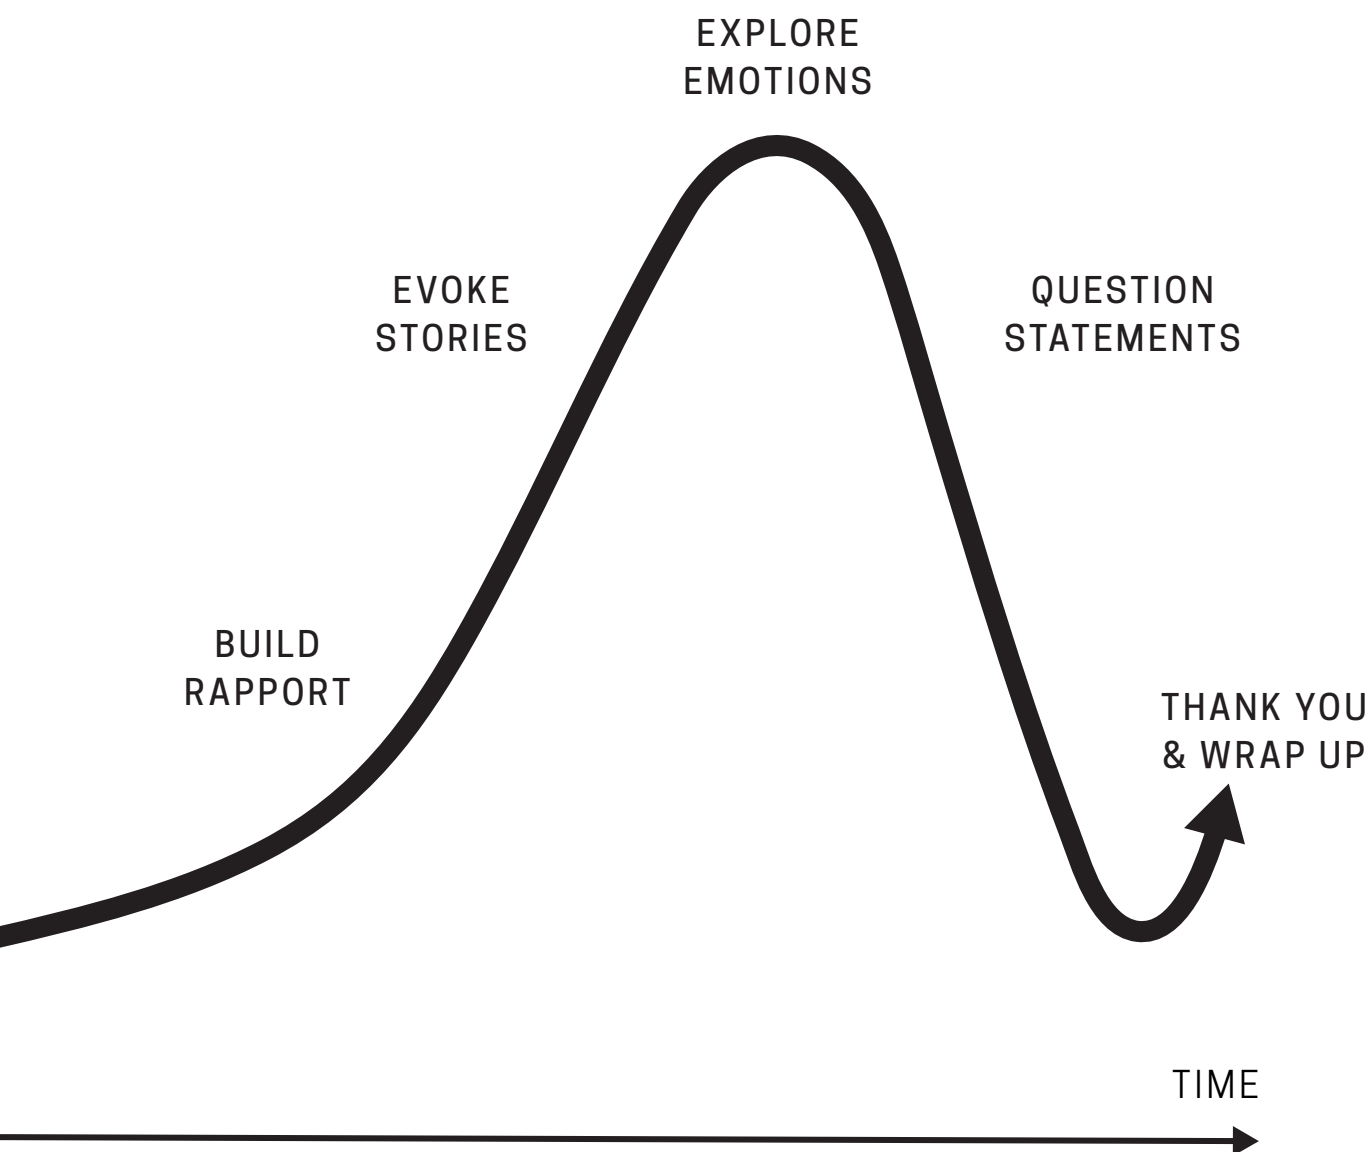 EXPLORE
EMOTIONS
EVOKE
STORIES
QUESTION
STATEMENTS
BUILD
RAPPORT
THANK YOU
& WRAP UP
TIME